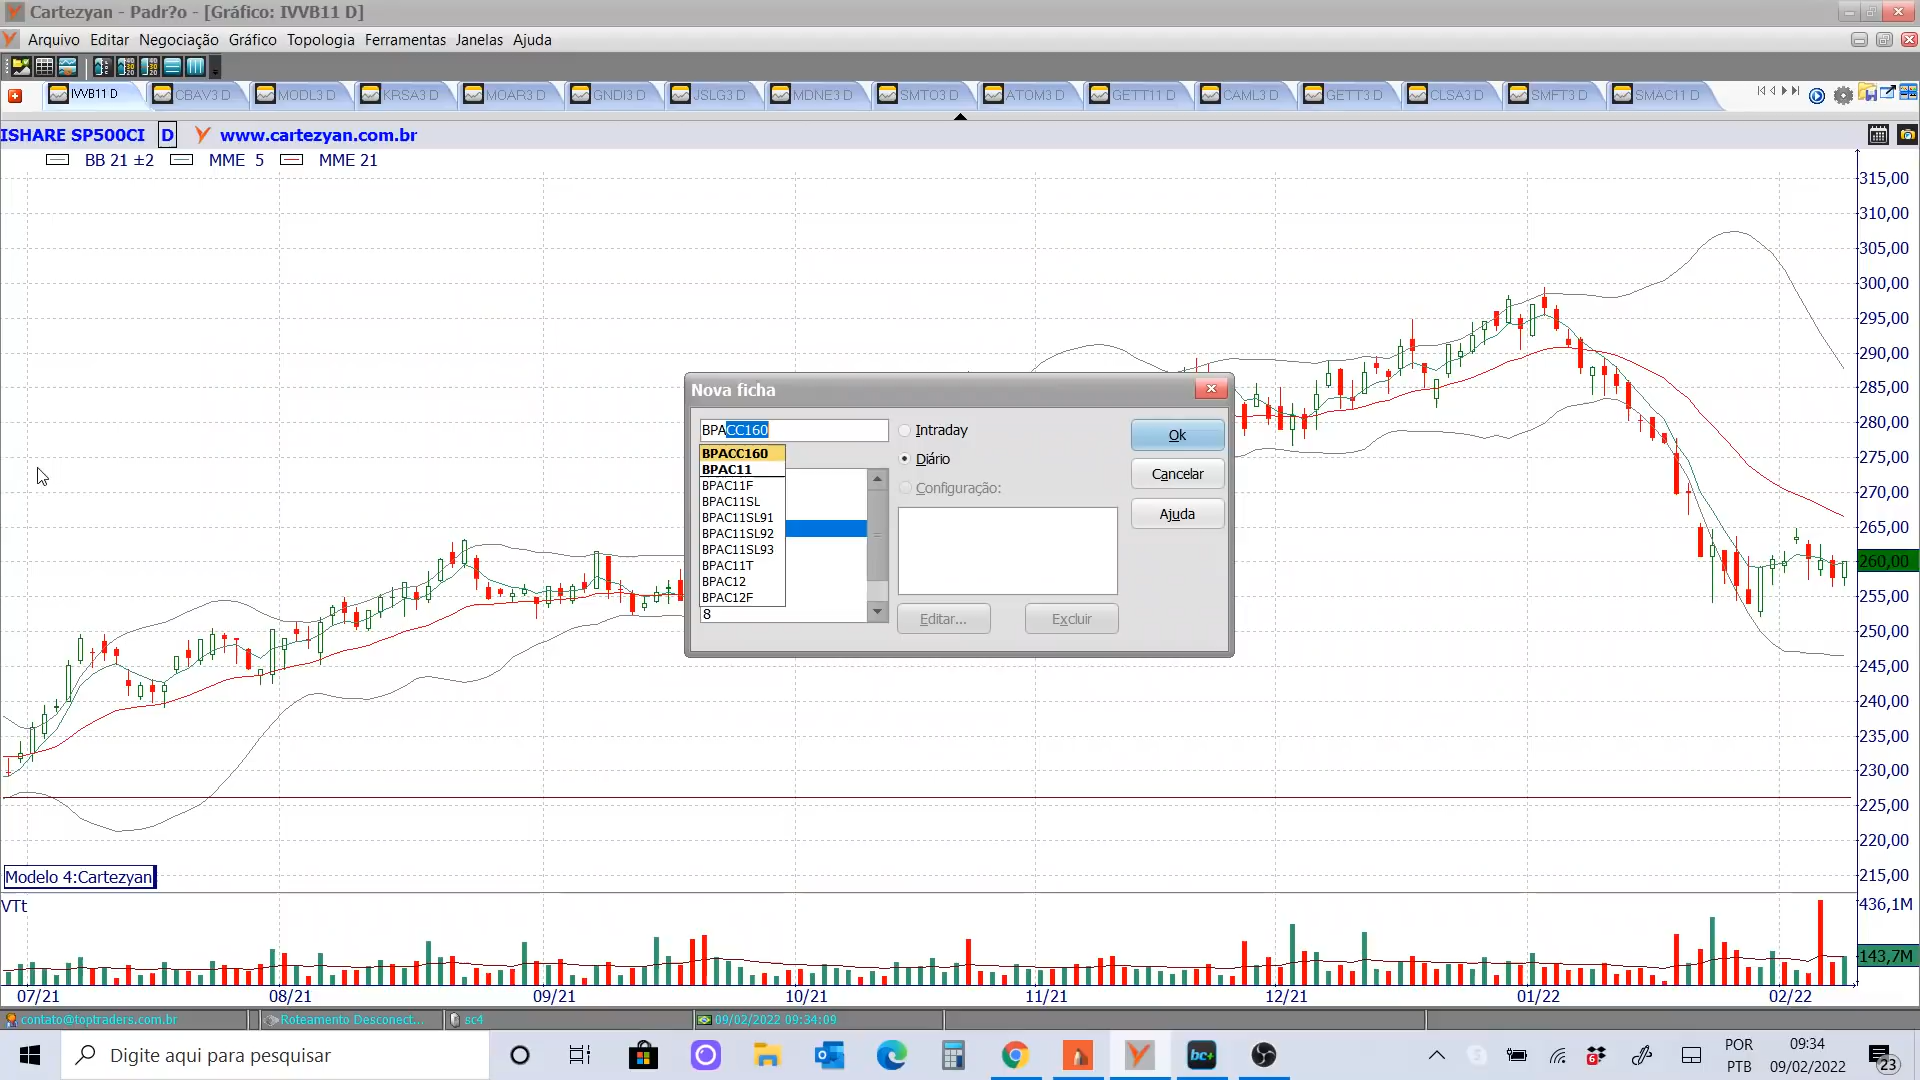 Cartezyan - Padr?o - [Gráfico: IVVB11 D]
Arquivo Editar Negociação Gráfico Topologia Ferramentas Janelas Ajuda
IVVB11 D CBAV3 D MODL3 D KRSA3 D MOAR3 D GNDI3 D JSLG3 D MDNE3 D SMTO3 D ATOM3 D GETT11 D CAML3 D GETT3 D CLSA3 D SMFT3 D SMAC11 D
ISHARE SP500CI D www.cartezyan.com.br
BB 21 ±2 MME 5 MME 21
315,00
310,00
305,00
300,00
295,00
290,00
285,00
280,00
275,00
270,00
265,00
260,00
255,00
250,00
245,00
240,00
235,00
230,00
225,00
220,00
215,00
Nova ficha
BPACC160
BPACC160
BPAC11
BPAC11F
BPAC11SL
BPAC11SL91
BPAC11SL92
BPAC11SL93
BPAC11T
BPAC12
BPAC12F
8
Intraday
Diário
Configuração:
Editar... Excluir
Ok
Cancelar
Ajuda
Modelo 4:Cartezyan
VTt
436,1M
143,7M
07/21 08/21 09/21 10/21 11/21 12/21 01/22 02/22
contato@toptraders.com.br Roteamento Desconect... sc4 09/02/2022 09:34:09
Digite aqui para pesquisar
bc+
6
POR
PTB
09:34
09/02/2022
23